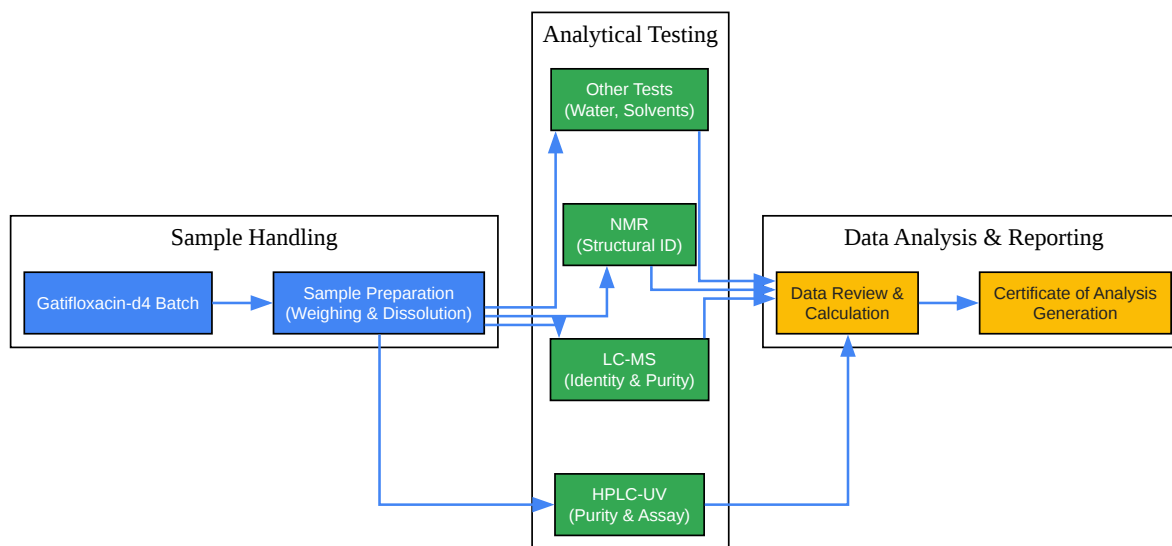 Analytical Testing
Other Tests
(Water, Solvents)
NMR
(Structural ID)
LC-MS
(Identity & Purity)
HPLC-UV
(Purity & Assay)
Sample Handling
Gatifloxacin-d4 Batch
Sample Preparation
(Weighing & Dissolution)
Data Analysis & Reporting
Data Review &
Calculation
Certificate of Analysis
Generation